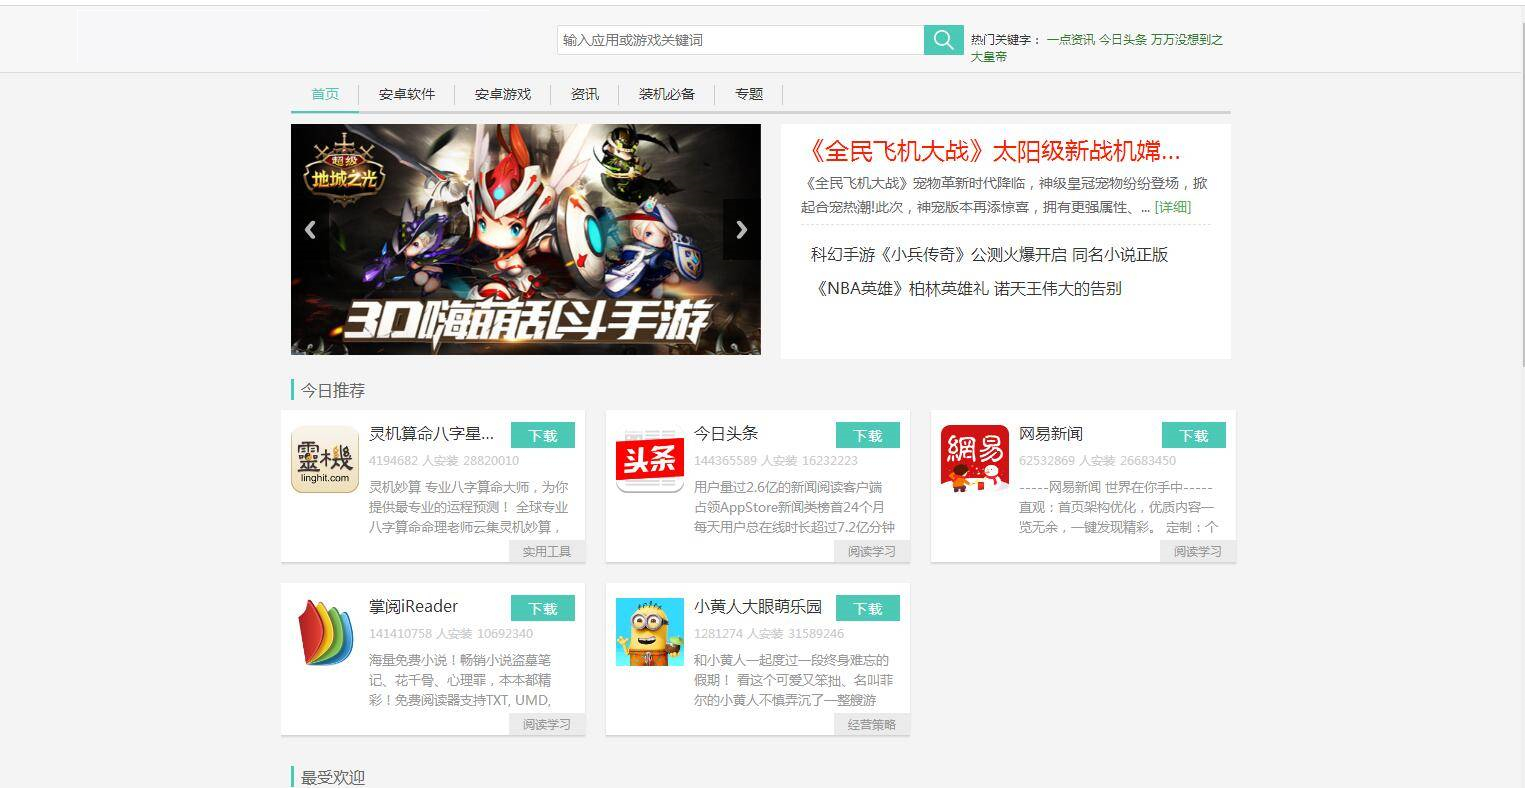 输入应用或游戏关键词
热门关键字： 一点资讯 今日头条 万万没想到之
大皇帝
首页 安卓软件 安卓游戏 资讯 装机必备 专题
超级
地城之光
3D嗨萌乱斗手游
《全民飞机大战》太阳级新战机嫦...
《全民飞机大战》宠物革新时代降临，神级皇冠宠物纷纷登场，掀
起合宠热潮!此次，神宠版本再添惊喜，拥有更强属性、... [详细]
科幻手游《小兵传奇》公测火爆开启 同名小说正版
《NBA英雄》柏林英雄礼 诺天王伟大的告别
今日推荐
靈機
linghit.com
灵机算命八字星...
下载
4194682 人安装 28820010
灵机妙算 专业八字算命大师，为你
提供最专业的运程预测！ 全球专业
八字算命命理老师云集灵机妙算，
实用工具
头条
今日头条
下载
144365589 人安装 16232223
用户量过2.6亿的新闻阅读客户端
占领AppStore新闻类榜首24个月
每天用户总在线时长超过7.2亿分钟
阅读学习
網易
网易新闻
下载
62532869 人安装 26683450
-----网易新闻 世界在你手中-----
直观：首页架构优化，优质内容一
览无余，一键发现精彩。 定制：个
阅读学习
掌阅iReader
下载
141410758 人安装 10692340
海量免费小说！畅销小说盗墓笔
记、花千骨、心理罪，本本都精
彩！免费阅读器支持TXT, UMD,
阅读学习
小黄人大眼萌乐园
下载
1281274 人安装 31589246
和小黄人一起度过一段终身难忘的
假期！ 看这个可爱又笨拙、名叫菲
尔的小黄人不慎弄沉了一整艘游
经营策略
最受欢迎